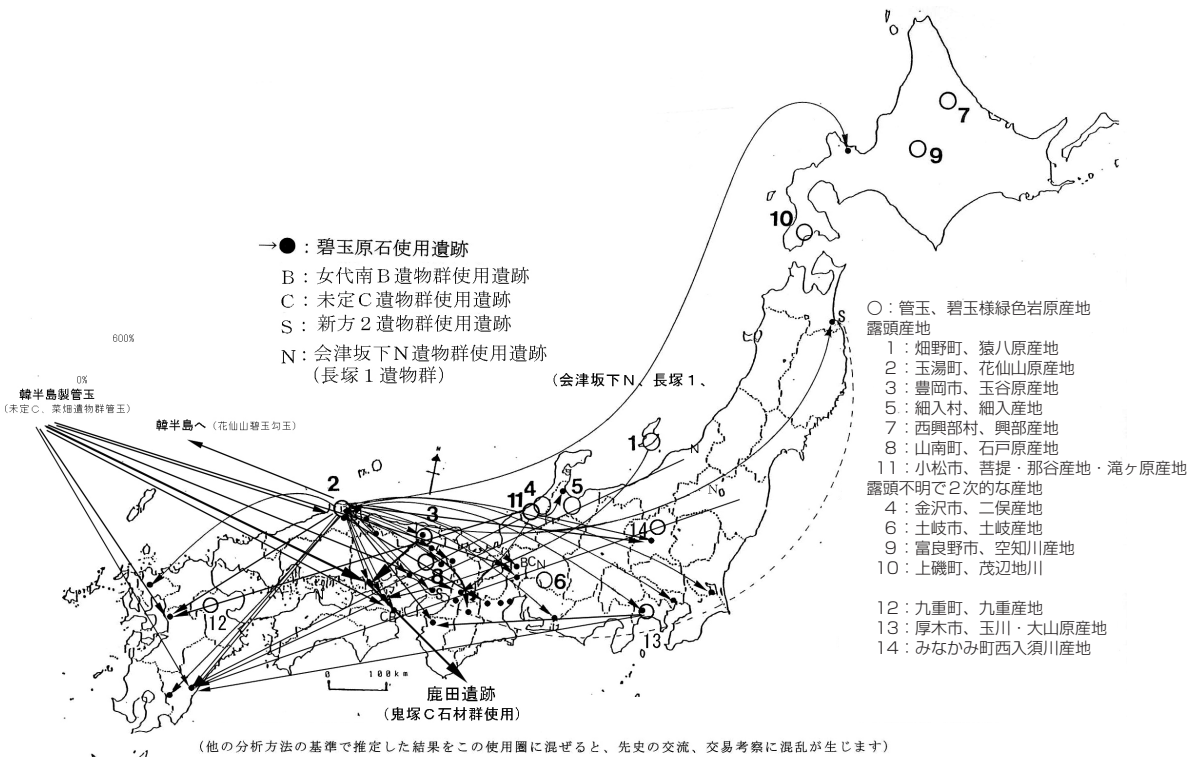 7
9
10
→●：碧玉原石使用遺跡
B：女代南B遺物群使用遺跡
C：未定C遺物群使用遺跡
S：新方2遺物群使用遺跡
N：会津坂下N遺物群使用遺跡
（長塚1遺物群）
○：管玉、碧玉様緑色岩原産地
露頭産地
1：畑野町、猿八原産地
2：玉湯町、花仙山原産地
3：豊岡市、玉谷原産地
5：細入村、細入産地
7：西興部村、興部産地
8：山南町、石戸原産地
11：小松市、菩提・那谷産地・滝ヶ原産地
露頭不明で2次的な産地
4：金沢市、二俣産地
6：土岐市、土岐産地
9：富良野市、空知川産地
10：上磯町、茂辺地川
12：九重町、九重産地
13：厚木市、玉川・大山原産地
14：みなかみ町西入須川産地
600%
0%
韓半島製管玉
（未定C、菜畑遺物群管玉）
（会津坂下N、長塚1、
韓半島へ（花仙山碧玉勾玉）
S
1
N
N
2
11
4
5
3
14
8
BCN
6
S
12
13
0 100km
鹿田遺跡
（鬼塚C石材群使用）
（他の分析方法の基準で推定した結果をこの使用圏に混ぜると、先史の交流、交易考察に混乱が生じます）